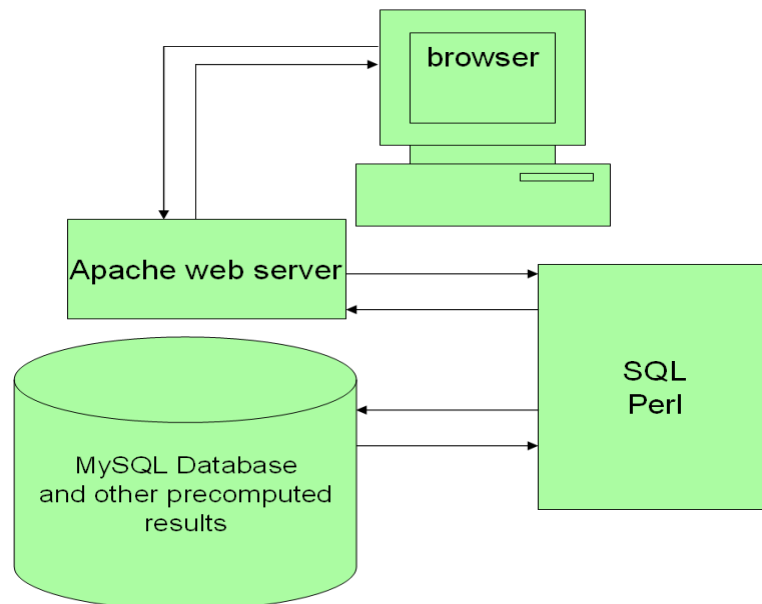 browser
Apache web server
SQL
Perl
MySQL Database
and other precomputed
results